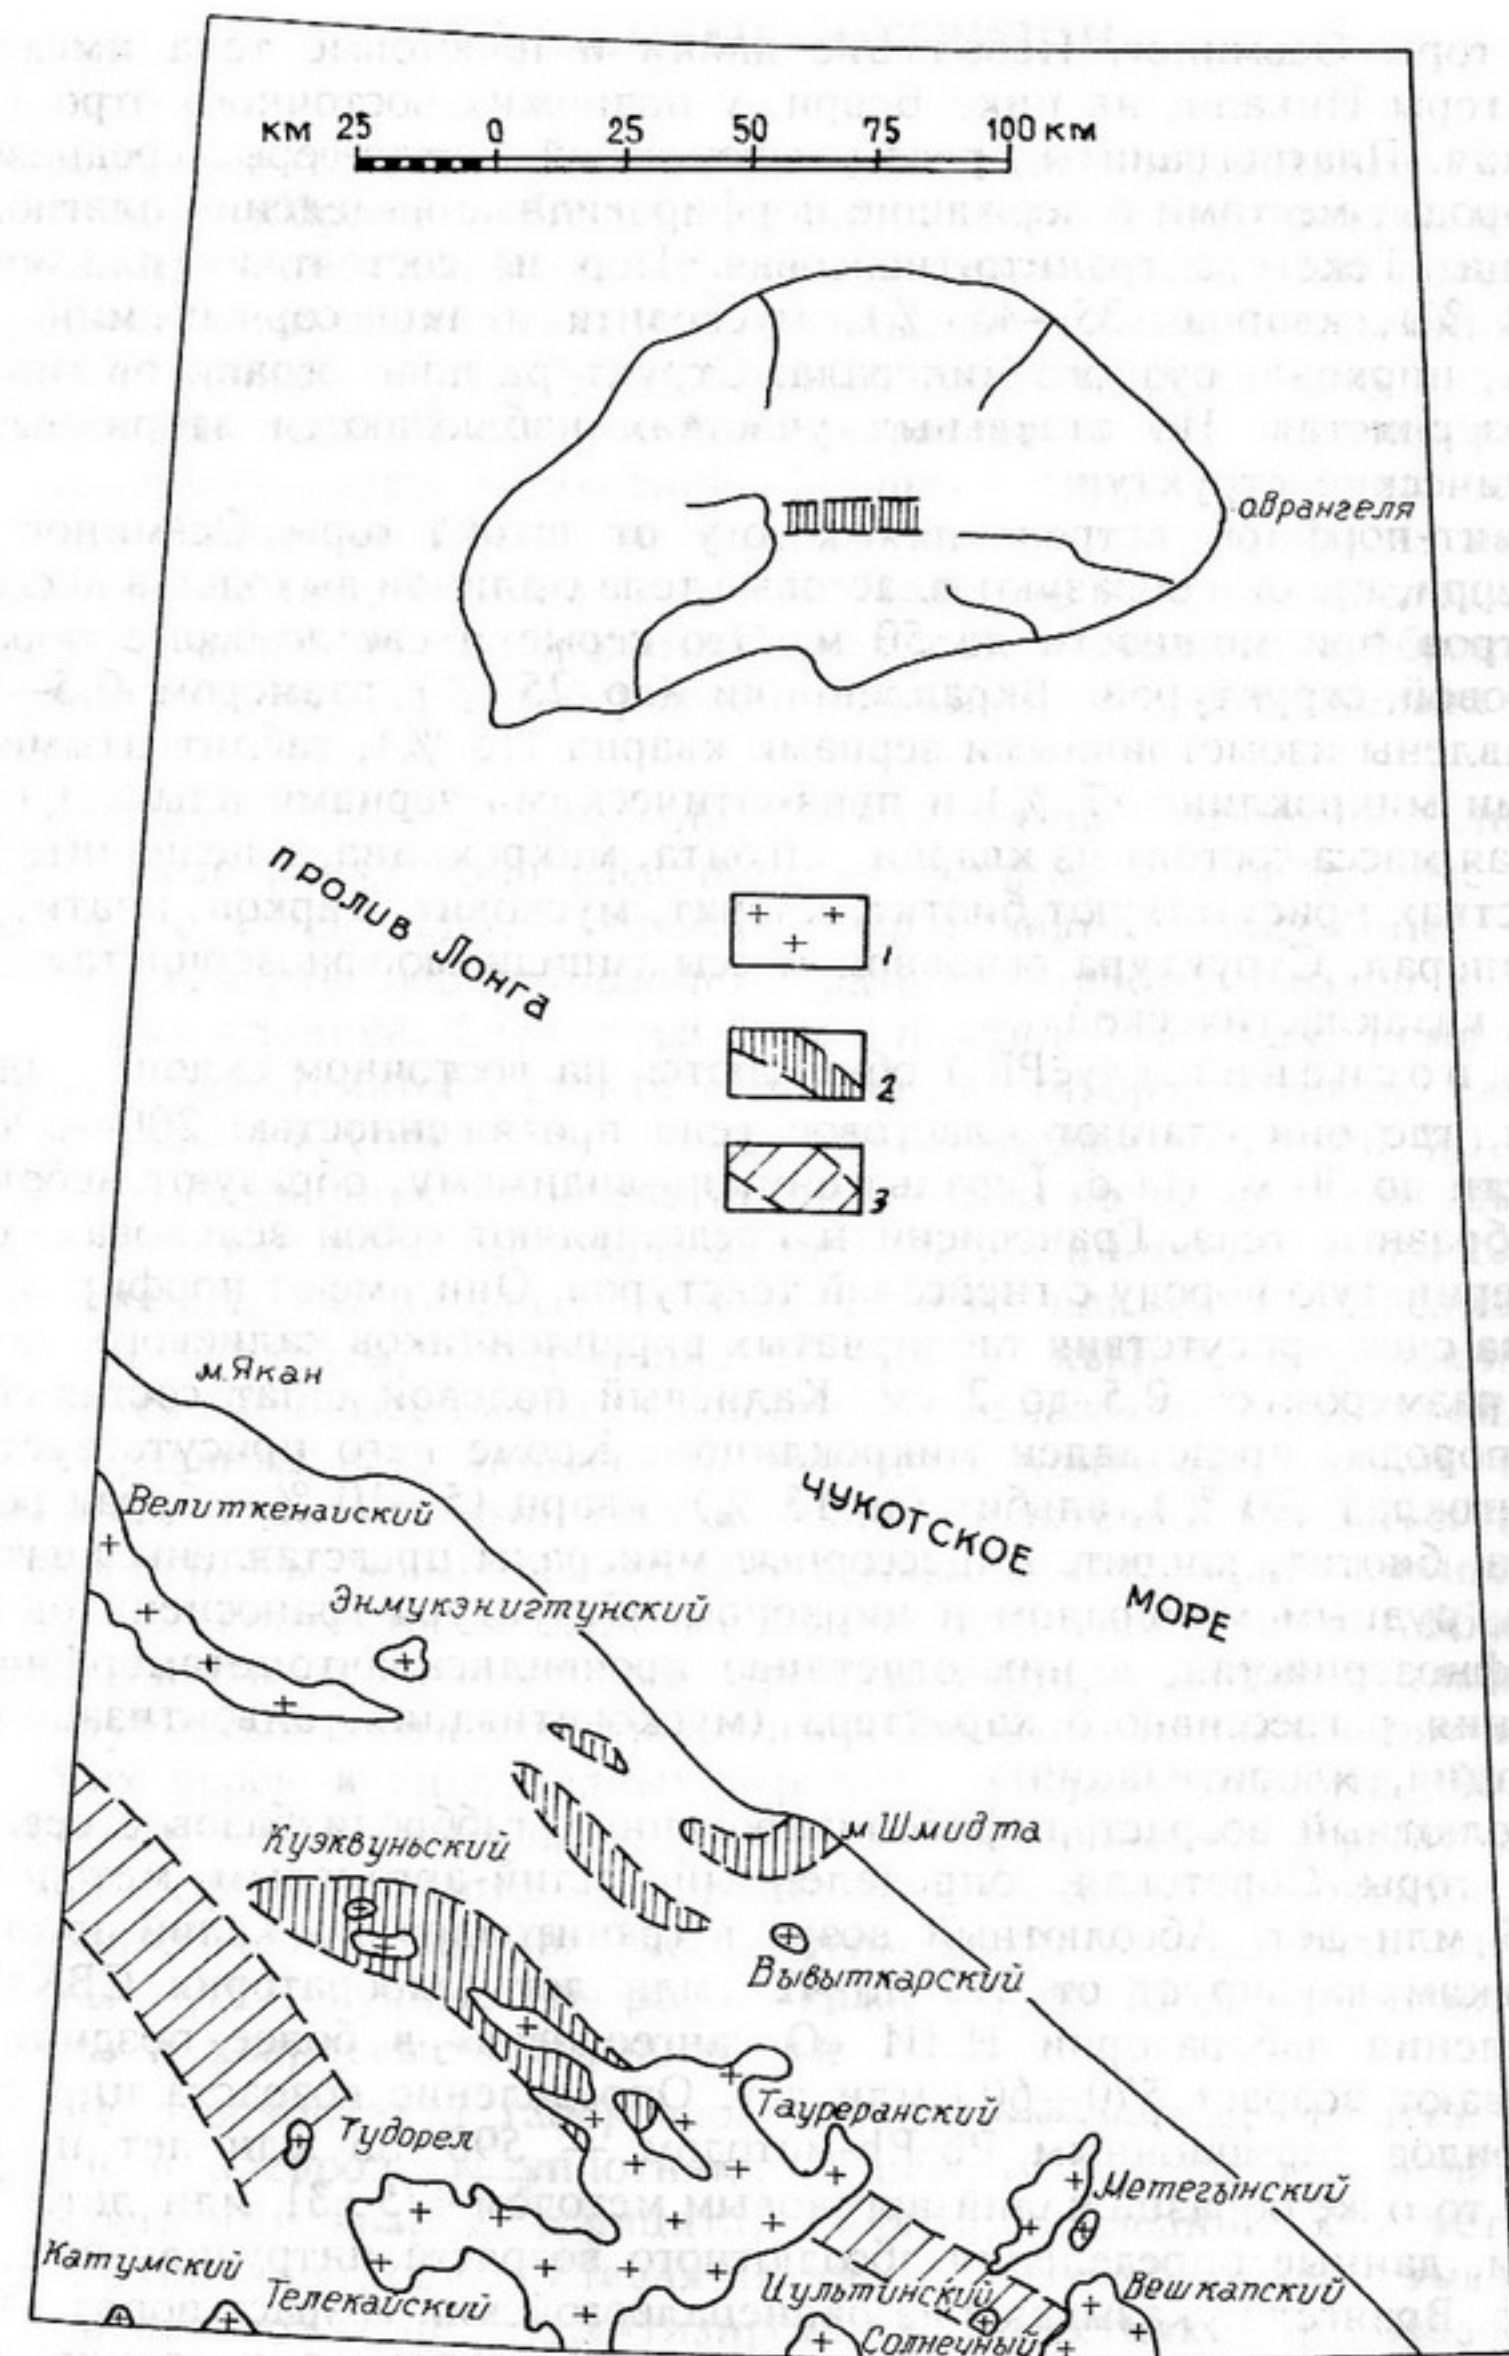 км 25 0 25 50 75 100 км
о.Врангеля
пролив Лонга
1
2
3
м.Якан
ЧУКОТСКОЕ МОРЕ
Велиткенайский
Энмукэнигтунский
м Шмидта
Куэквуньский
Вывыткарский
Тауреранский
Тудорел
Метегынский
Катумский
Телекайский
Иультинский
Вешкапский
Солнечный